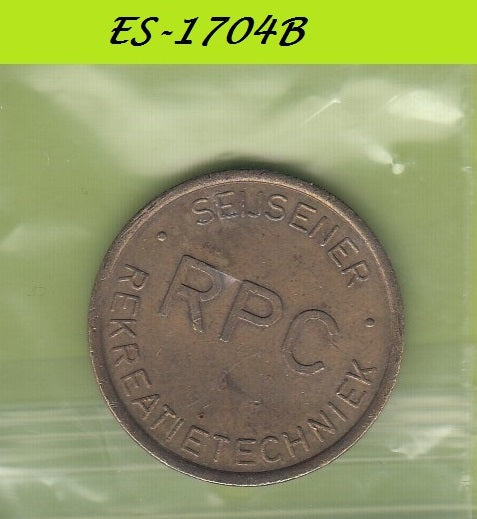 ES-1704B
· SEIJSENER ·
RPC
REKREATIETECHNIEK